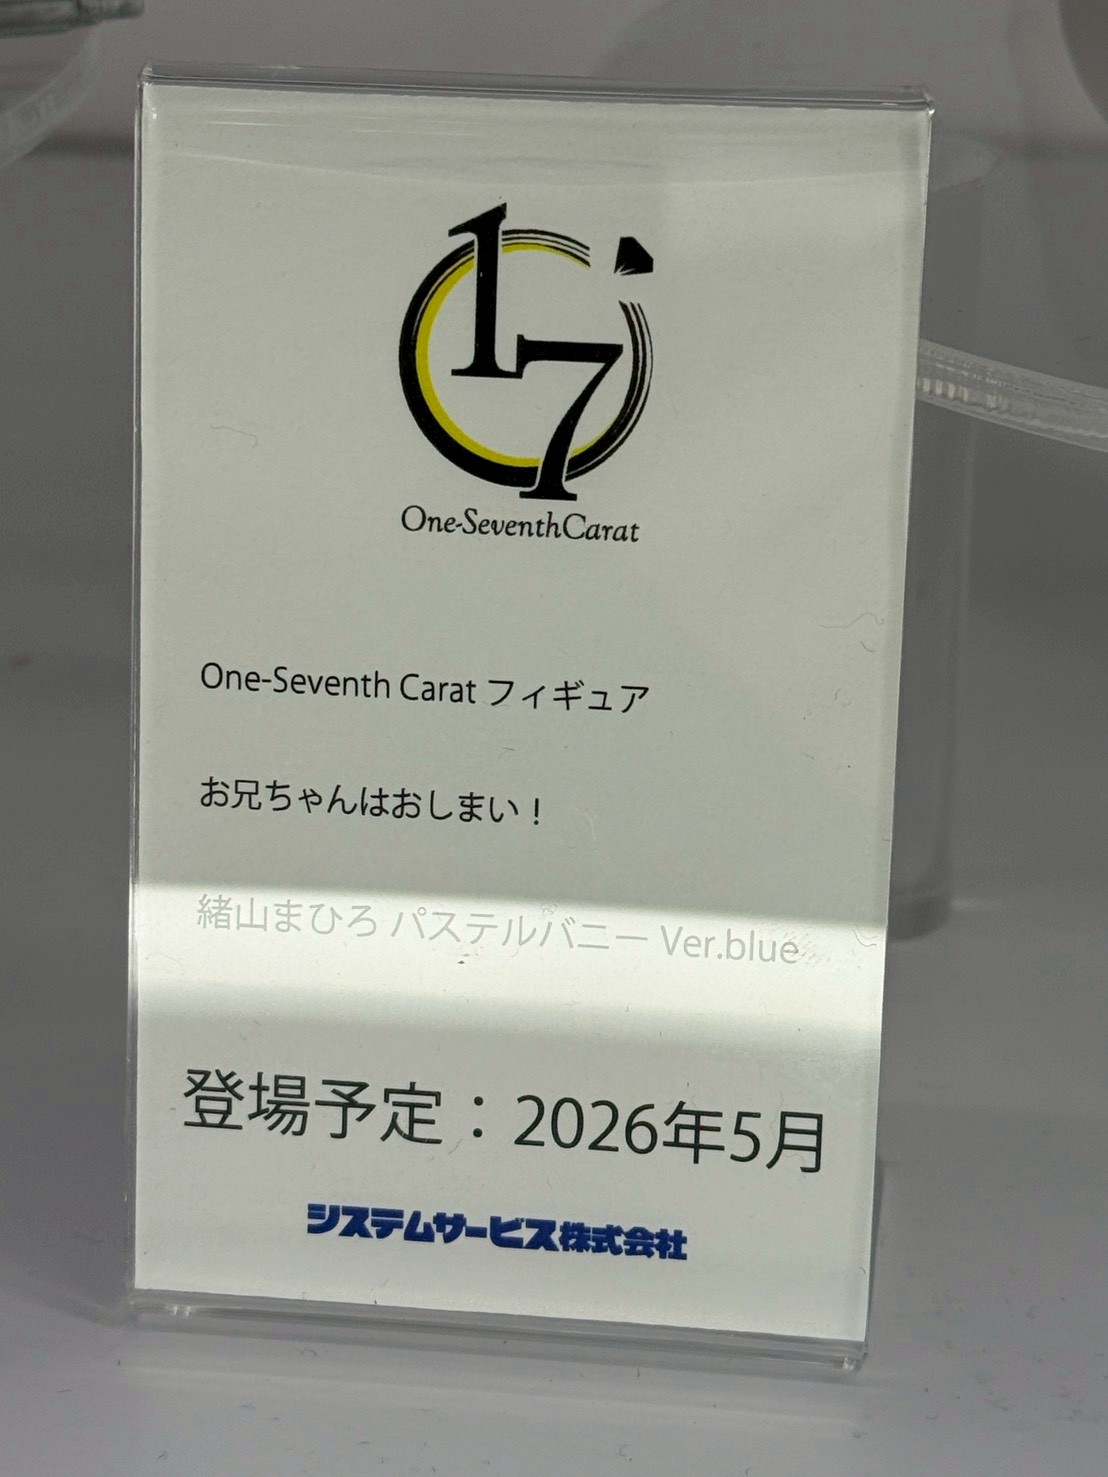 17
One-SeventhCarat
One-Seventh Carat フィギュア
お兄ちゃんはおしまい！
緒山まひろ パステルバニー Ver.blue
登場予定：2026年5月
システムサービス株式会社